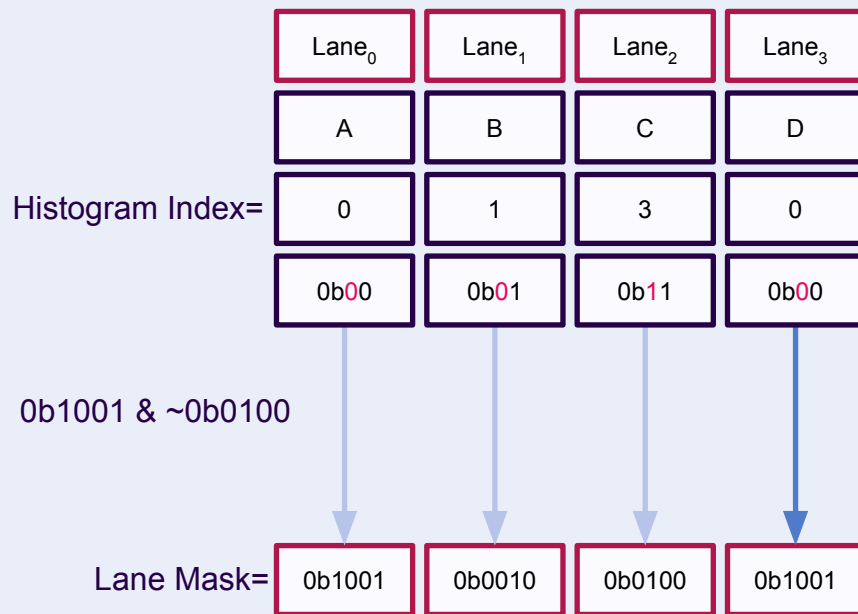 Lane₀ Lane₁ Lane₂ Lane₃
A B C D
Histogram Index= 0 1 3 0
0b00 0b01 0b11 0b00
0b1001 & ~0b0100
Lane Mask= 0b1001 0b0010 0b0100 0b1001